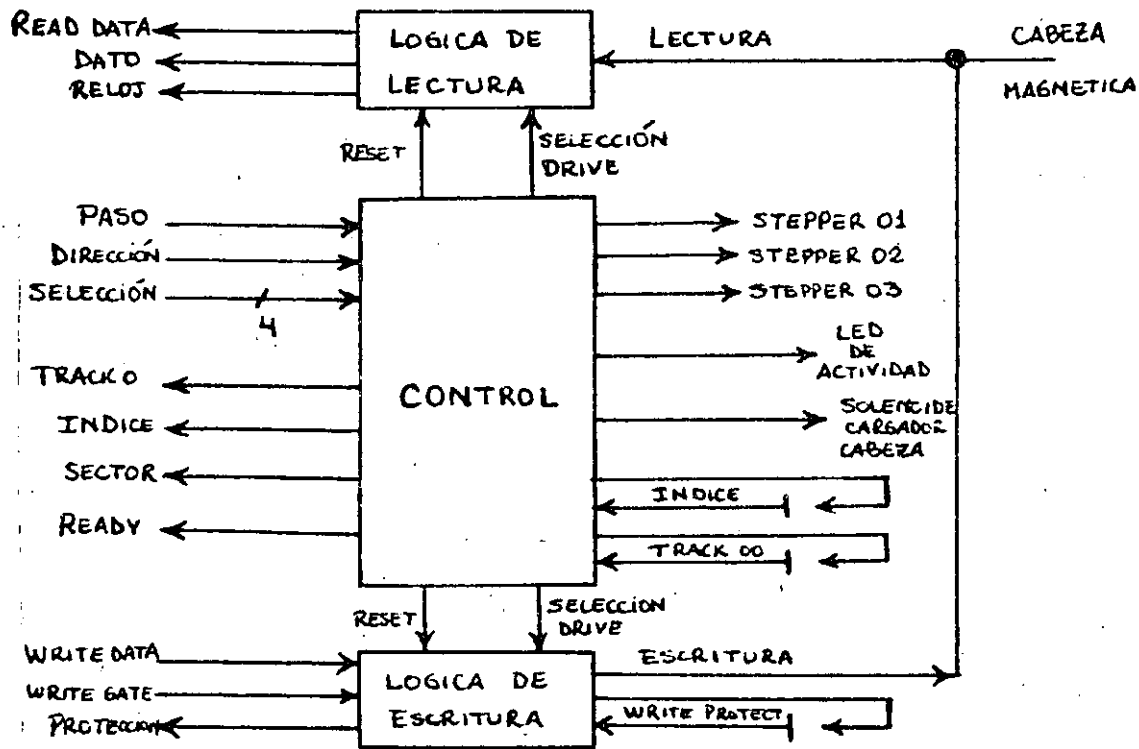 READ DATA
DATO
RELOJ
LOGICA DE
LECTURA
LECTURA
CABEZA
MAGNETICA
RESET
SELECCIÓN
DRIVE
PASO
DIRECCIÓN
SELECCIÓN
4
TRACK 0
INDICE
SECTOR
READY
CONTROL
STEPPER 01
STEPPER 02
STEPPER 03
LED
DE
ACTIVIDAD
SOLENOIDE
CARGADOR
CABEZA
INDICE
TRACK 00
RESET
SELECCION
DRIVE
WRITE DATA
WRITE GATE
PROTECCION
LOGICA DE
ESCRITURA
ESCRITURA
WRITE PROTECT